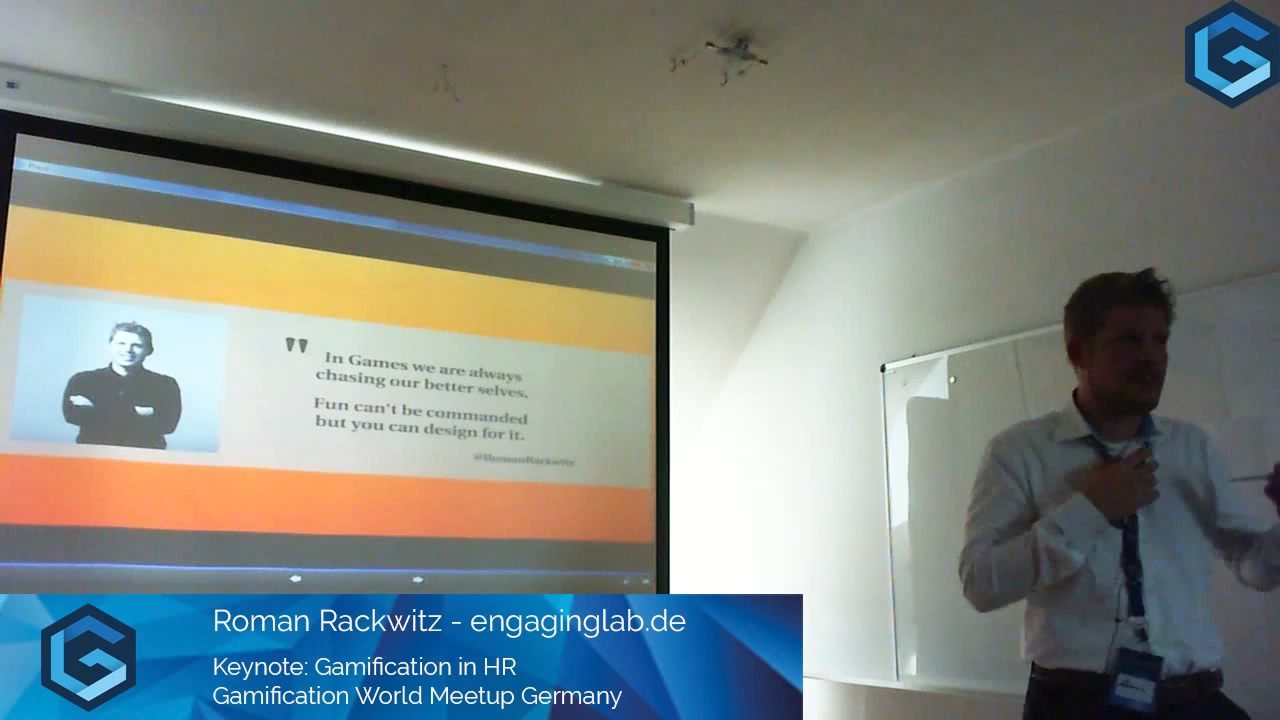 "
In Games we are always
chasing our better selves.
Fun can't be commanded
but you can design for it.
@RomanRackwitz
Roman Rackwitz - engaginglab.de
Keynote: Gamification in HR
Gamification World Meetup Germany